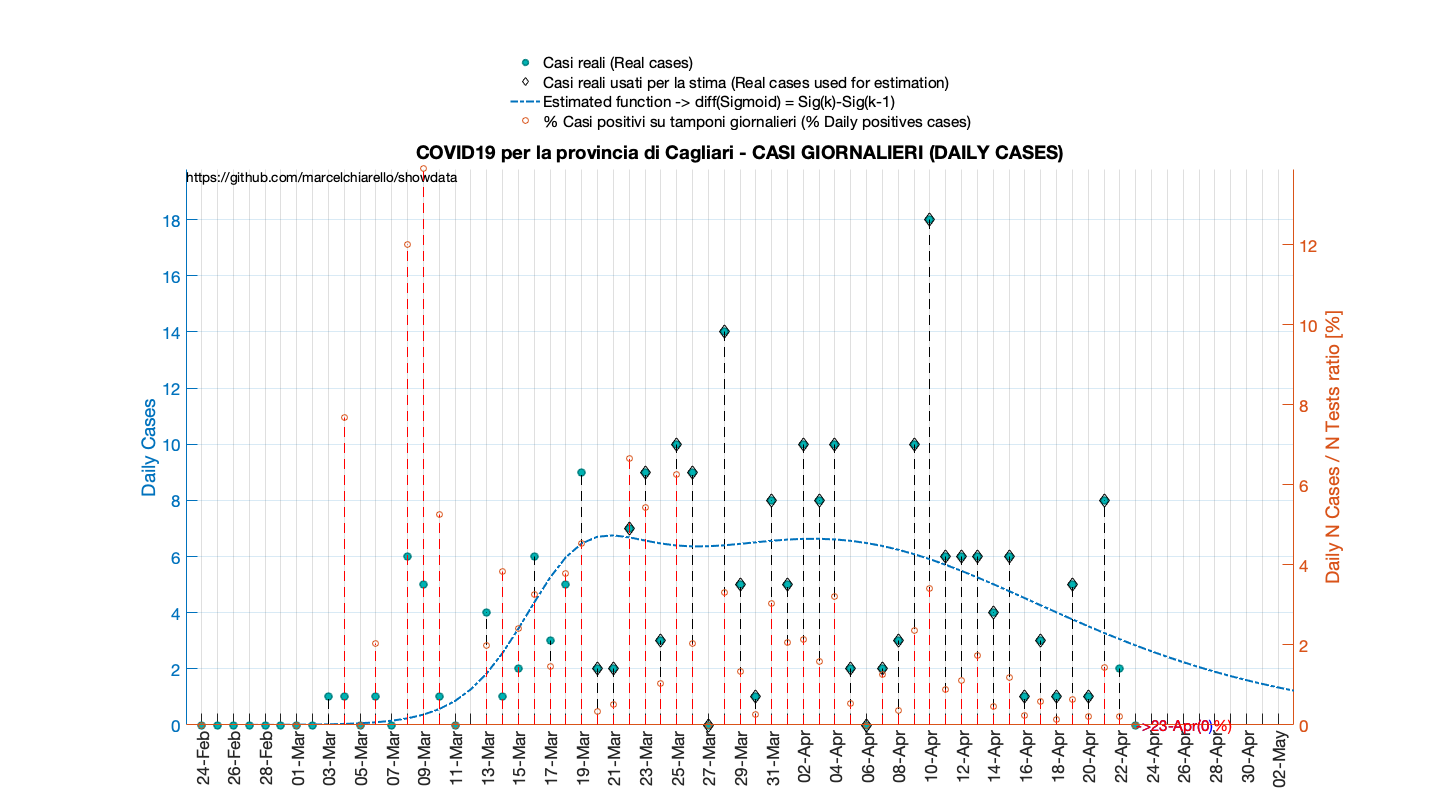 Casi reali (Real cases)
Casi reali usati per la stima (Real cases used for estimation)
Estimated function -> diff(Sigmoid) = Sig(k)-Sig(k-1)
% Casi positivi su tamponi giornalieri (% Daily positives cases)
COVID19 per la provincia di Cagliari - CASI GIORNALIERI (DAILY CASES)
https://github.com/marcelchiarello/showdata
Daily Cases
18
16
14
12
10
8
6
4
2
0
12
10
8
6
4
2
0
Daily N Cases / N Tests ratio [%]
->23-Apr(0)
24-Feb
26-Feb
28-Feb
01-Mar
03-Mar
05-Mar
07-Mar
09-Mar
11-Mar
13-Mar
15-Mar
17-Mar
19-Mar
21-Mar
23-Mar
25-Mar
27-Mar
29-Mar
31-Mar
02-Apr
04-Apr
06-Apr
08-Apr
10-Apr
12-Apr
14-Apr
16-Apr
18-Apr
20-Apr
22-Apr
24-Apr
26-Apr
28-Apr
30-Apr
02-May